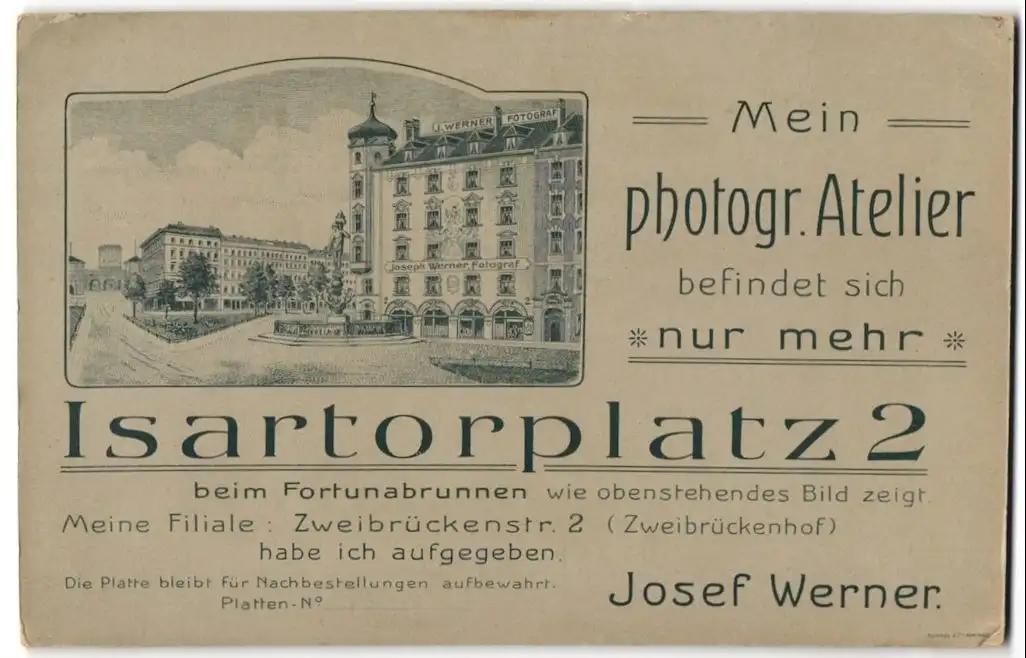 J. WERNER FOTOGRAF
Joseph Werner, Fotograf
Mein
photogr. Atelier
befindet sich
nur mehr
Isartorplatz 2
beim Fortunabrunnen wie obenstehendes Bild zeigt.
Meine Filiale : Zweibrückenstr. 2 (Zweibrückenhof)
habe ich aufgegeben.
Die Platte bleibt für Nachbestellungen aufbewahrt.
Platten-Nº
Josef Werner.